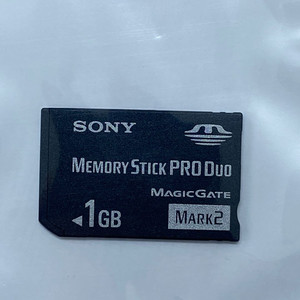 SONY
MEMORY STICK PRO DUO
MAGICGATE
◄1GB MARK2